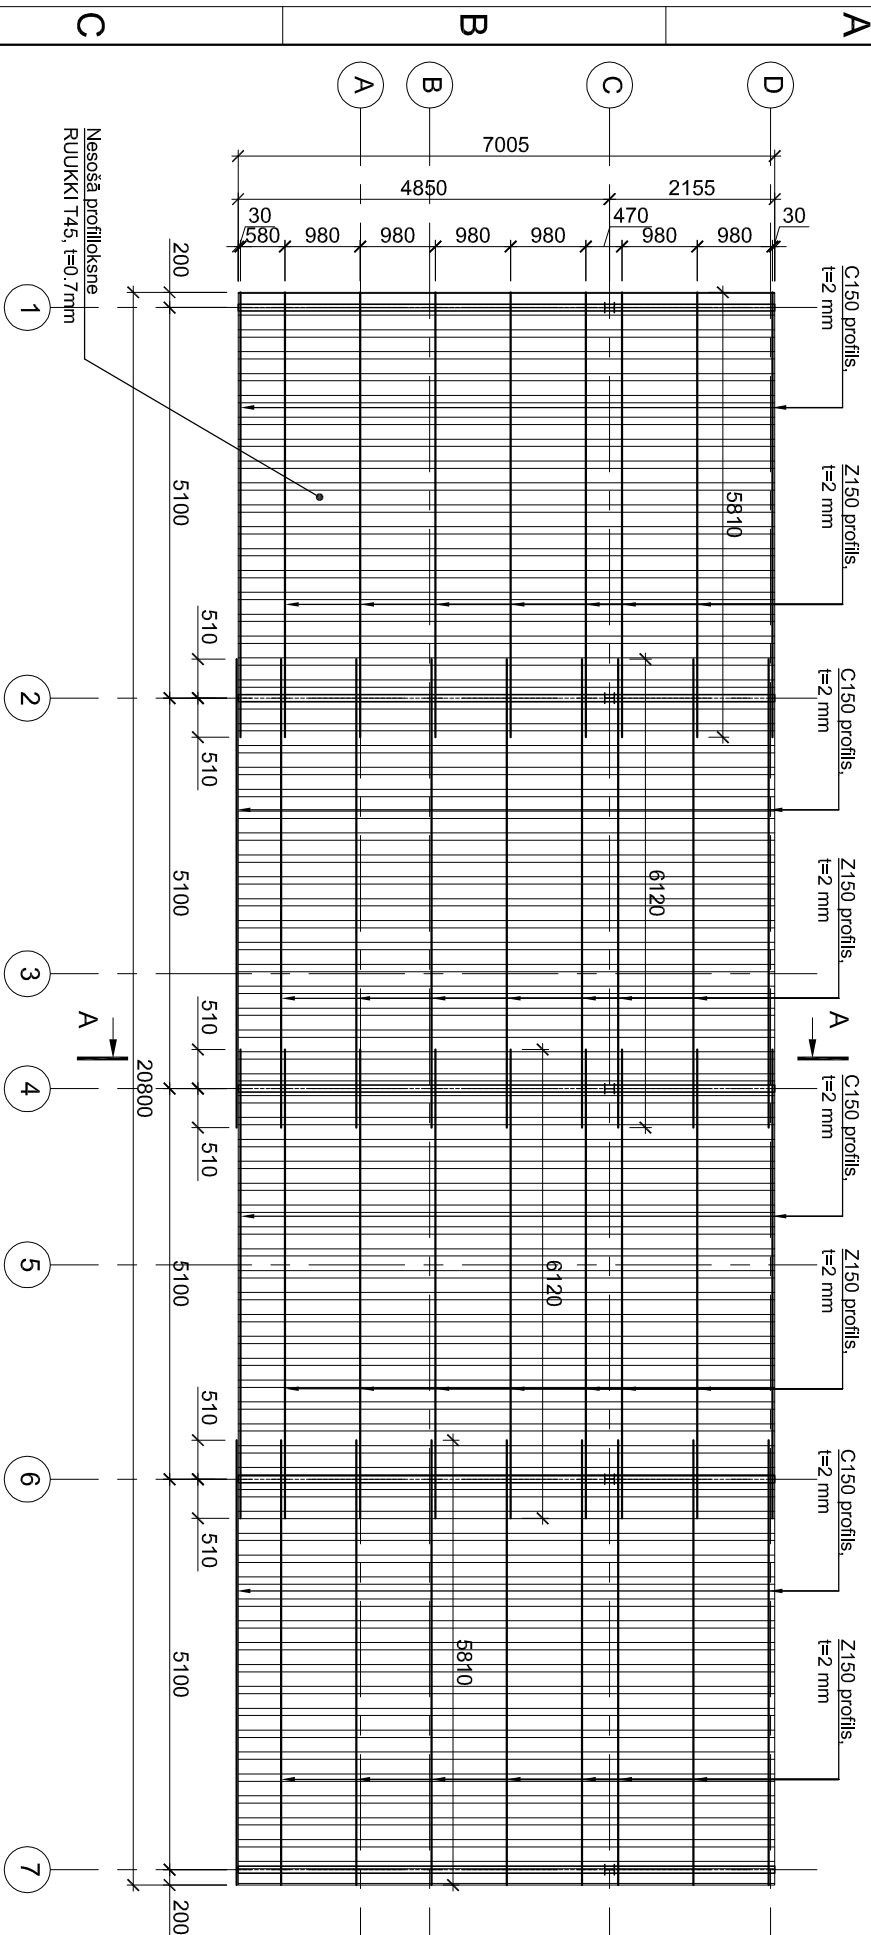 A
B
C
D
C
B
A
7005
4850
2155
30
470
30
580
980
980
980
980
980
980
C150 profils,
t=2 mm
Z150 profils,
t=2 mm
C150 profils,
t=2 mm
Z150 profils,
t=2 mm
C150 profils,
t=2 mm
Z150 profils,
t=2 mm
C150 profils,
t=2 mm
Z150 profils,
t=2 mm
Nesošā profilloksne
RUUKKI T45, t=0.7mm
5810
6120
6120
5810
200
5100
510
510
5100
510
510
5100
510
510
5100
200
20800
A
A
1
2
3
4
5
6
7